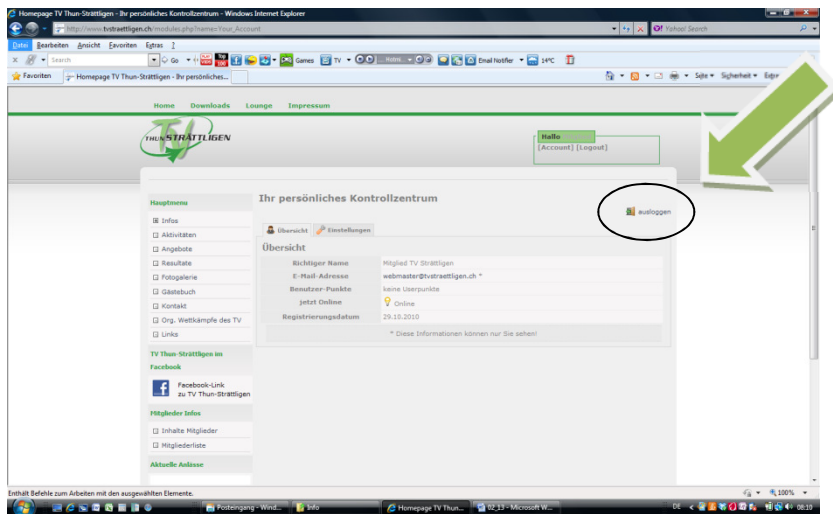 Homepage TV Thun-Strättligen - Ihr persönliches Kontrollzentrum - Windows Internet Explorer
http://www.tvstraettligen.ch/modules.php?name=Your_Account
Yahoo! Search
Datei Bearbeiten Ansicht Favoriten Extras ?
Search Go Games TV Email Notifier 14°C
Favoriten Homepage TV Thun-Strättligen - Ihr persönliches... Seite Sicherheit
Home Downloads Lounge Impressum
TV
THUN STRÄTTLIGEN
Hallo
[Account] [Logout]
Hauptmenu
Infos
Aktivitäten
Angebote
Resultate
Fotogalerie
Gästebuch
Kontakt
Org. Wettkämpfe des TV
Links
TV Thun-Strättligen im
Facebook
Facebook-Link
zu TV Thun-Strättligen
Mitglieder Infos
Inhalte Mitglieder
Mitgliederliste
Aktuelle Anlässe
Ihr persönliches Kontrollzentrum
ausloggen
Übersicht Einstellungen
Übersicht
Richtiger Name Mitglied TV Strättligen
E-Mail-Adresse webmaster@tvstraettligen.ch *
Benutzer-Punkte keine Userpunkte
jetzt Online Online
Registrierungsdatum 29.10.2010
* Diese Informationen können nur Sie sehen!
Enthält Befehle zum Arbeiten mit den ausgewählten Elementen.
100%
Posteingang - Wind... Info Homepage TV Thun... 02_13 - Microsoft W... DE 08:10